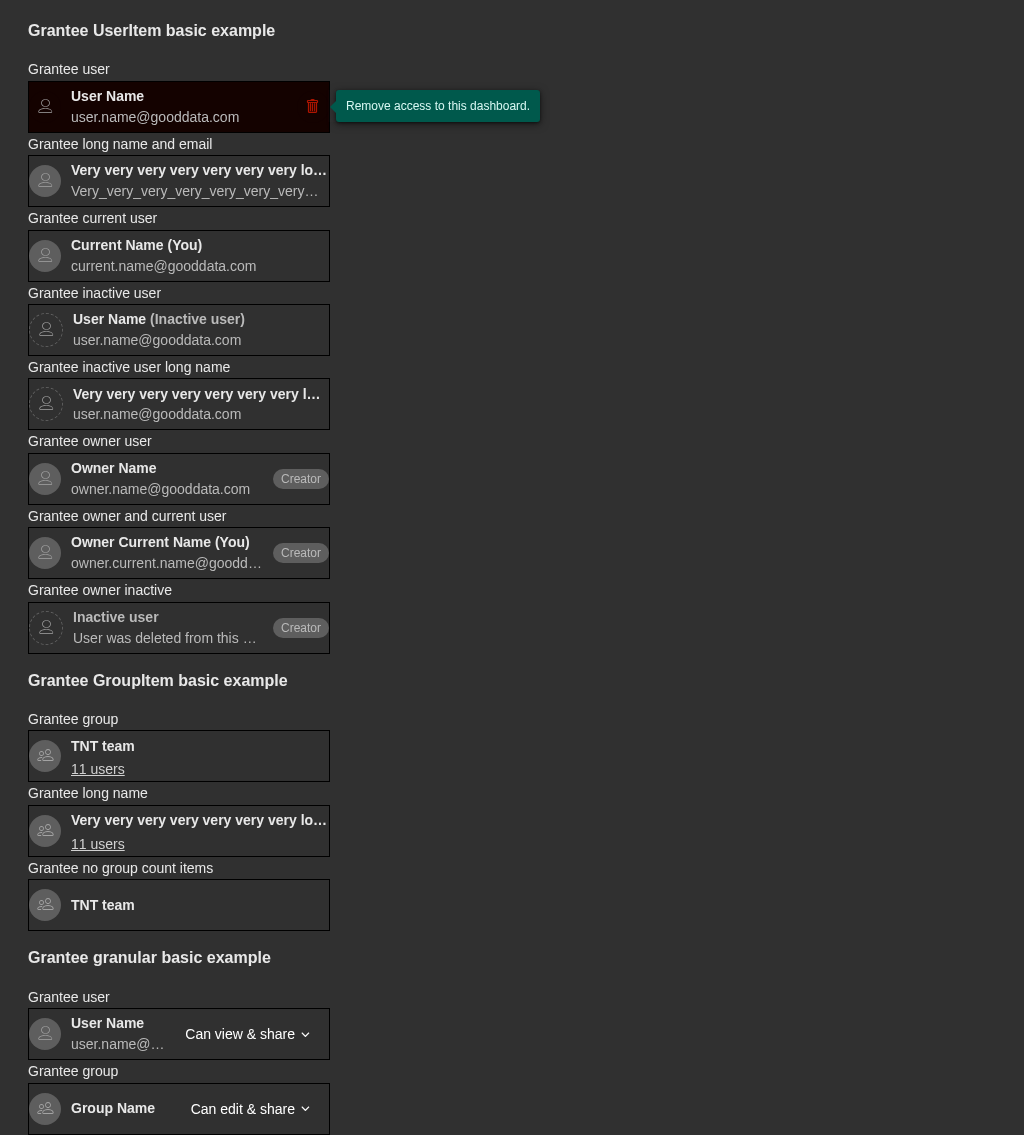 Grantee UserItem basic example
Grantee user
User Name
user.name@gooddata.com
Remove access to this dashboard.
Grantee long name and email
Very very very very very very very lo…
Very_very_very_very_very_very_very…
Grantee current user
Current Name (You)
current.name@gooddata.com
Grantee inactive user
User Name (Inactive user)
user.name@gooddata.com
Grantee inactive user long name
Very very very very very very very l…
user.name@gooddata.com
Grantee owner user
Owner Name
owner.name@gooddata.com
Creator
Grantee owner and current user
Owner Current Name (You)
owner.current.name@goodd…
Creator
Grantee owner inactive
Inactive user
User was deleted from this …
Creator
Grantee GroupItem basic example
Grantee group
TNT team
11 users
Grantee long name
Very very very very very very very lo…
11 users
Grantee no group count items
TNT team
Grantee granular basic example
Grantee user
User Name
user.name@…
Can view & share
Grantee group
Group Name
Can edit & share